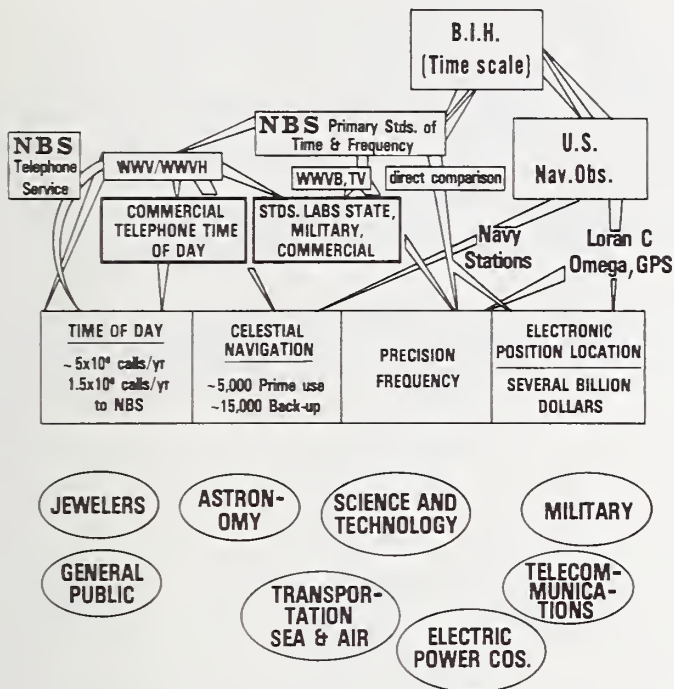 B.I.H.
(Time scale)
NBS Primary Stds. of
Time & Frequency
U.S.
Nav.Obs.
NBS
Telephone
Service
WWV/WWVH
WWVB, TV
direct comparison
COMMERCIAL
TELEPHONE TIME
OF DAY
STDS. LABS STATE,
MILITARY,
COMMERCIAL
Navy
Stations
Loran C
Omega, GPS
TIME OF DAY
calls/yr
calls/yr
to NBS
CELESTIAL
NAVIGATION
~5,000 Prime use
~15,000 Back-up
PRECISION
FREQUENCY
ELECTRONIC
POSITION LOCATION
SEVERAL BILLION
DOLLARS
JEWELERS
ASTRON-
OMY
SCIENCE AND
TECHNOLOGY
MILITARY
GENERAL
PUBLIC
TRANSPOR-
TATION
SEA & AIR
ELECTRIC
POWER COS.
TELECOM-
MUNICA-
TIONS